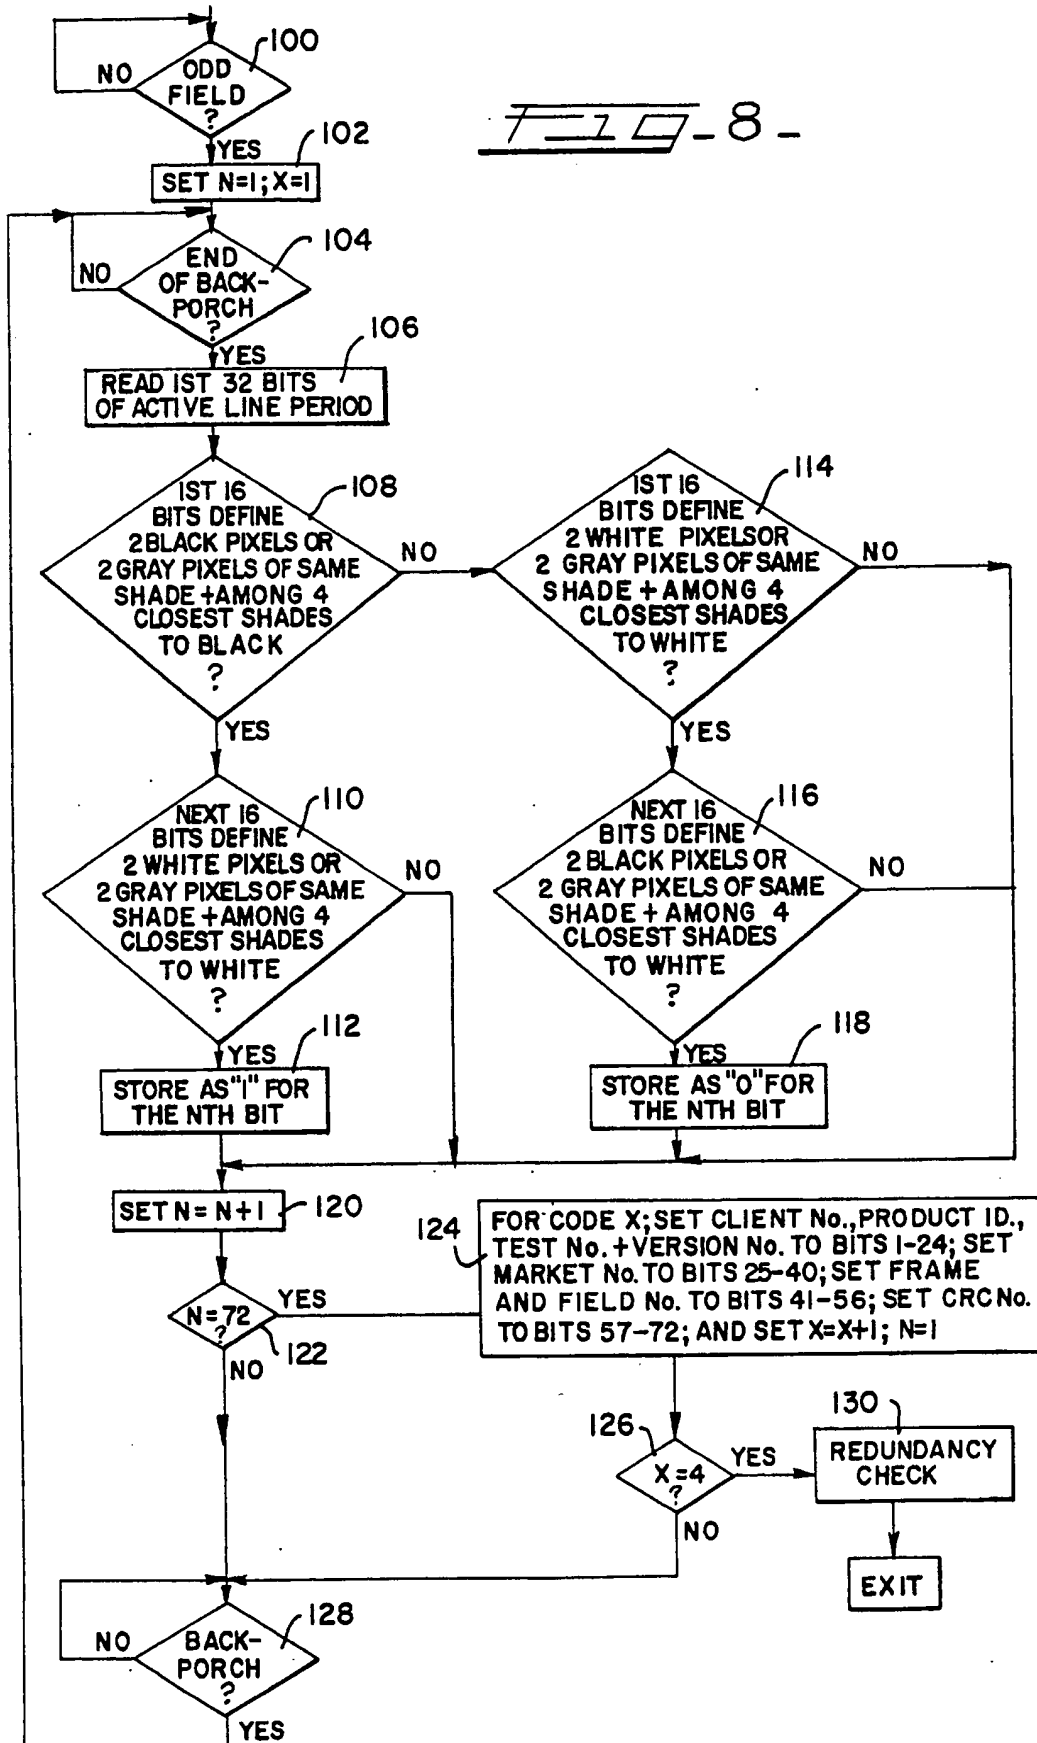 100
ODD
FIELD
?
NO
YES
Fig-8-
102
SET N=1; X=1
104
END
OF BACK-
PORCH
?
NO
YES
106
READ 1ST 32 BITS
OF ACTIVE LINE PERIOD
108
1ST 16
BITS DEFINE
2 BLACK PIXELS OR
2 GRAY PIXELS OF SAME
SHADE + AMONG 4
CLOSEST SHADES
TO BLACK
?
NO
YES
114
1ST 16
BITS DEFINE
2 WHITE PIXELS OR
2 GRAY PIXELS OF SAME
SHADE + AMONG 4
CLOSEST SHADES
TO WHITE
?
NO
YES
110
NEXT 16
BITS DEFINE
2 WHITE PIXELS OR
2 GRAY PIXELS OF SAME
SHADE + AMONG 4
CLOSEST SHADES
TO WHITE
?
NO
YES
116
NEXT 16
BITS DEFINE
2 BLACK PIXELS OR
2 GRAY PIXELS OF SAME
SHADE + AMONG 4
CLOSEST SHADES
TO WHITE
?
NO
YES
112
STORE AS "1" FOR
THE NTH BIT
118
STORE AS "0" FOR
THE NTH BIT
SET N = N+1
120
N=72
?
122
YES
NO
124
FOR CODE X; SET CLIENT No., PRODUCT ID.,
TEST No. + VERSION No. TO BITS 1-24; SET
MARKET No. TO BITS 25-40; SET FRAME
AND FIELD No. TO BITS 41-56; SET CRC No.
TO BITS 57-72; AND SET X=X+1; N=1
126
X=4
?
YES
NO
130
REDUNDANCY
CHECK
EXIT
128
BACK-
PORCH
?
NO
YES